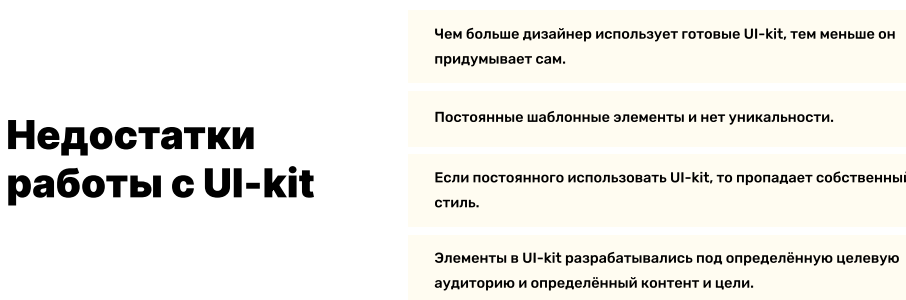 Недостатки
работы с UI-kit
Чем больше дизайнер использует готовые UI-kit, тем меньше он
придумывает сам.
Постоянные шаблонные элементы и нет уникальности.
Если постоянного использовать UI-kit, то пропадает собственный
стиль.
Элементы в UI-kit разрабатывались под определённую целевую
аудиторию и определённый контент и цели.